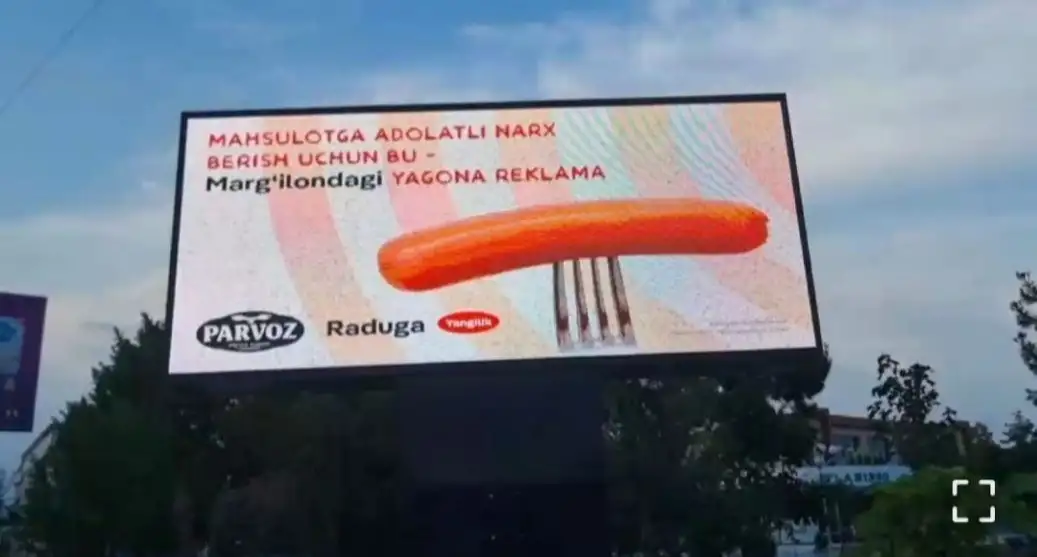 MAHSULOTGA ADOLATLI NARX
BERISH UCHUN BU -
Marg‘ilondagi YAGONA REKLAMA
PARVOZ
Raduga
Yangilik